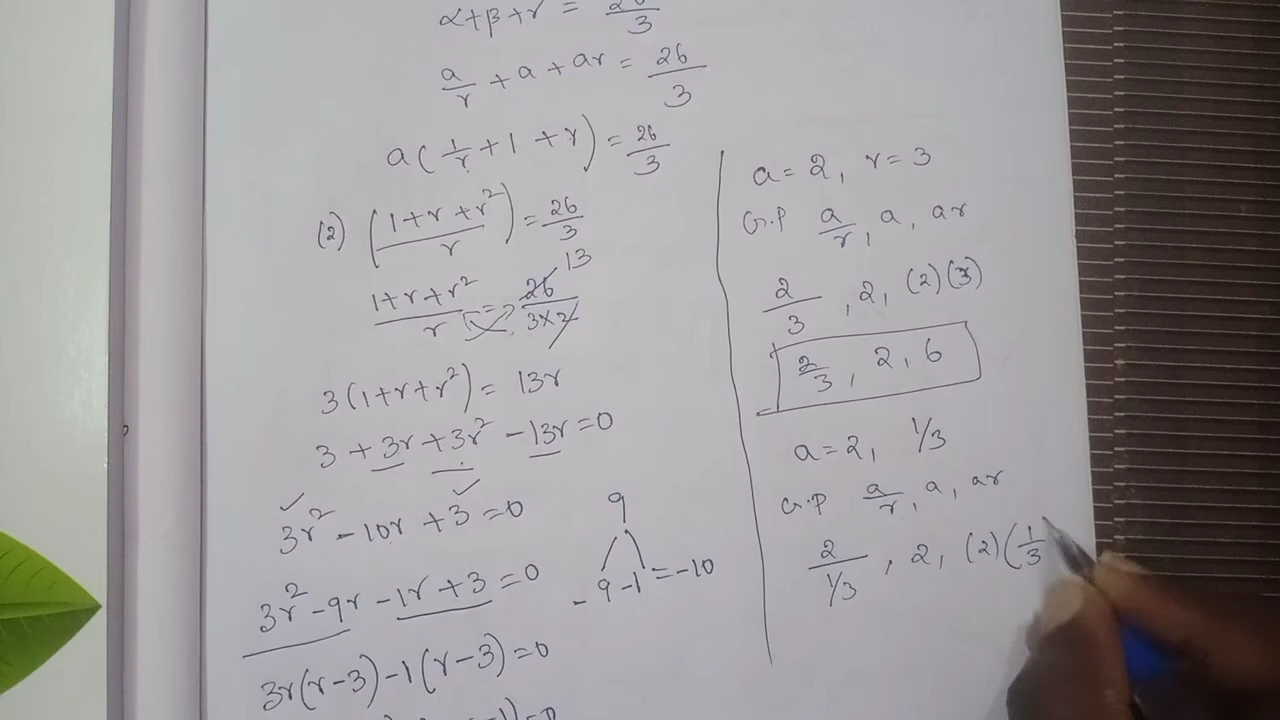 α+β+r = 26/3
a/r + a + ar = 26/3
a(1/r + 1 + r) = 26/3
(2) ((1+r+r²)/r) = 26/3
(1+r+r²)/r = 26/(3×2) 13
3(1+r+r²) = 13r
3 + 3r + 3r² - 13r = 0
3r² - 10r + 3 = 0
9
-9 -1 = -10
3r² - 9r - 1r + 3 = 0
3r(r-3) - 1(r-3) = 0
a = 2, r = 3
G.P a/r, a, ar
2/3, 2, (2)(3)
2/3, 2, 6
a = 2, 1/3
G.P a/r, a, ar
2/(1/3), 2, (2)(1/3